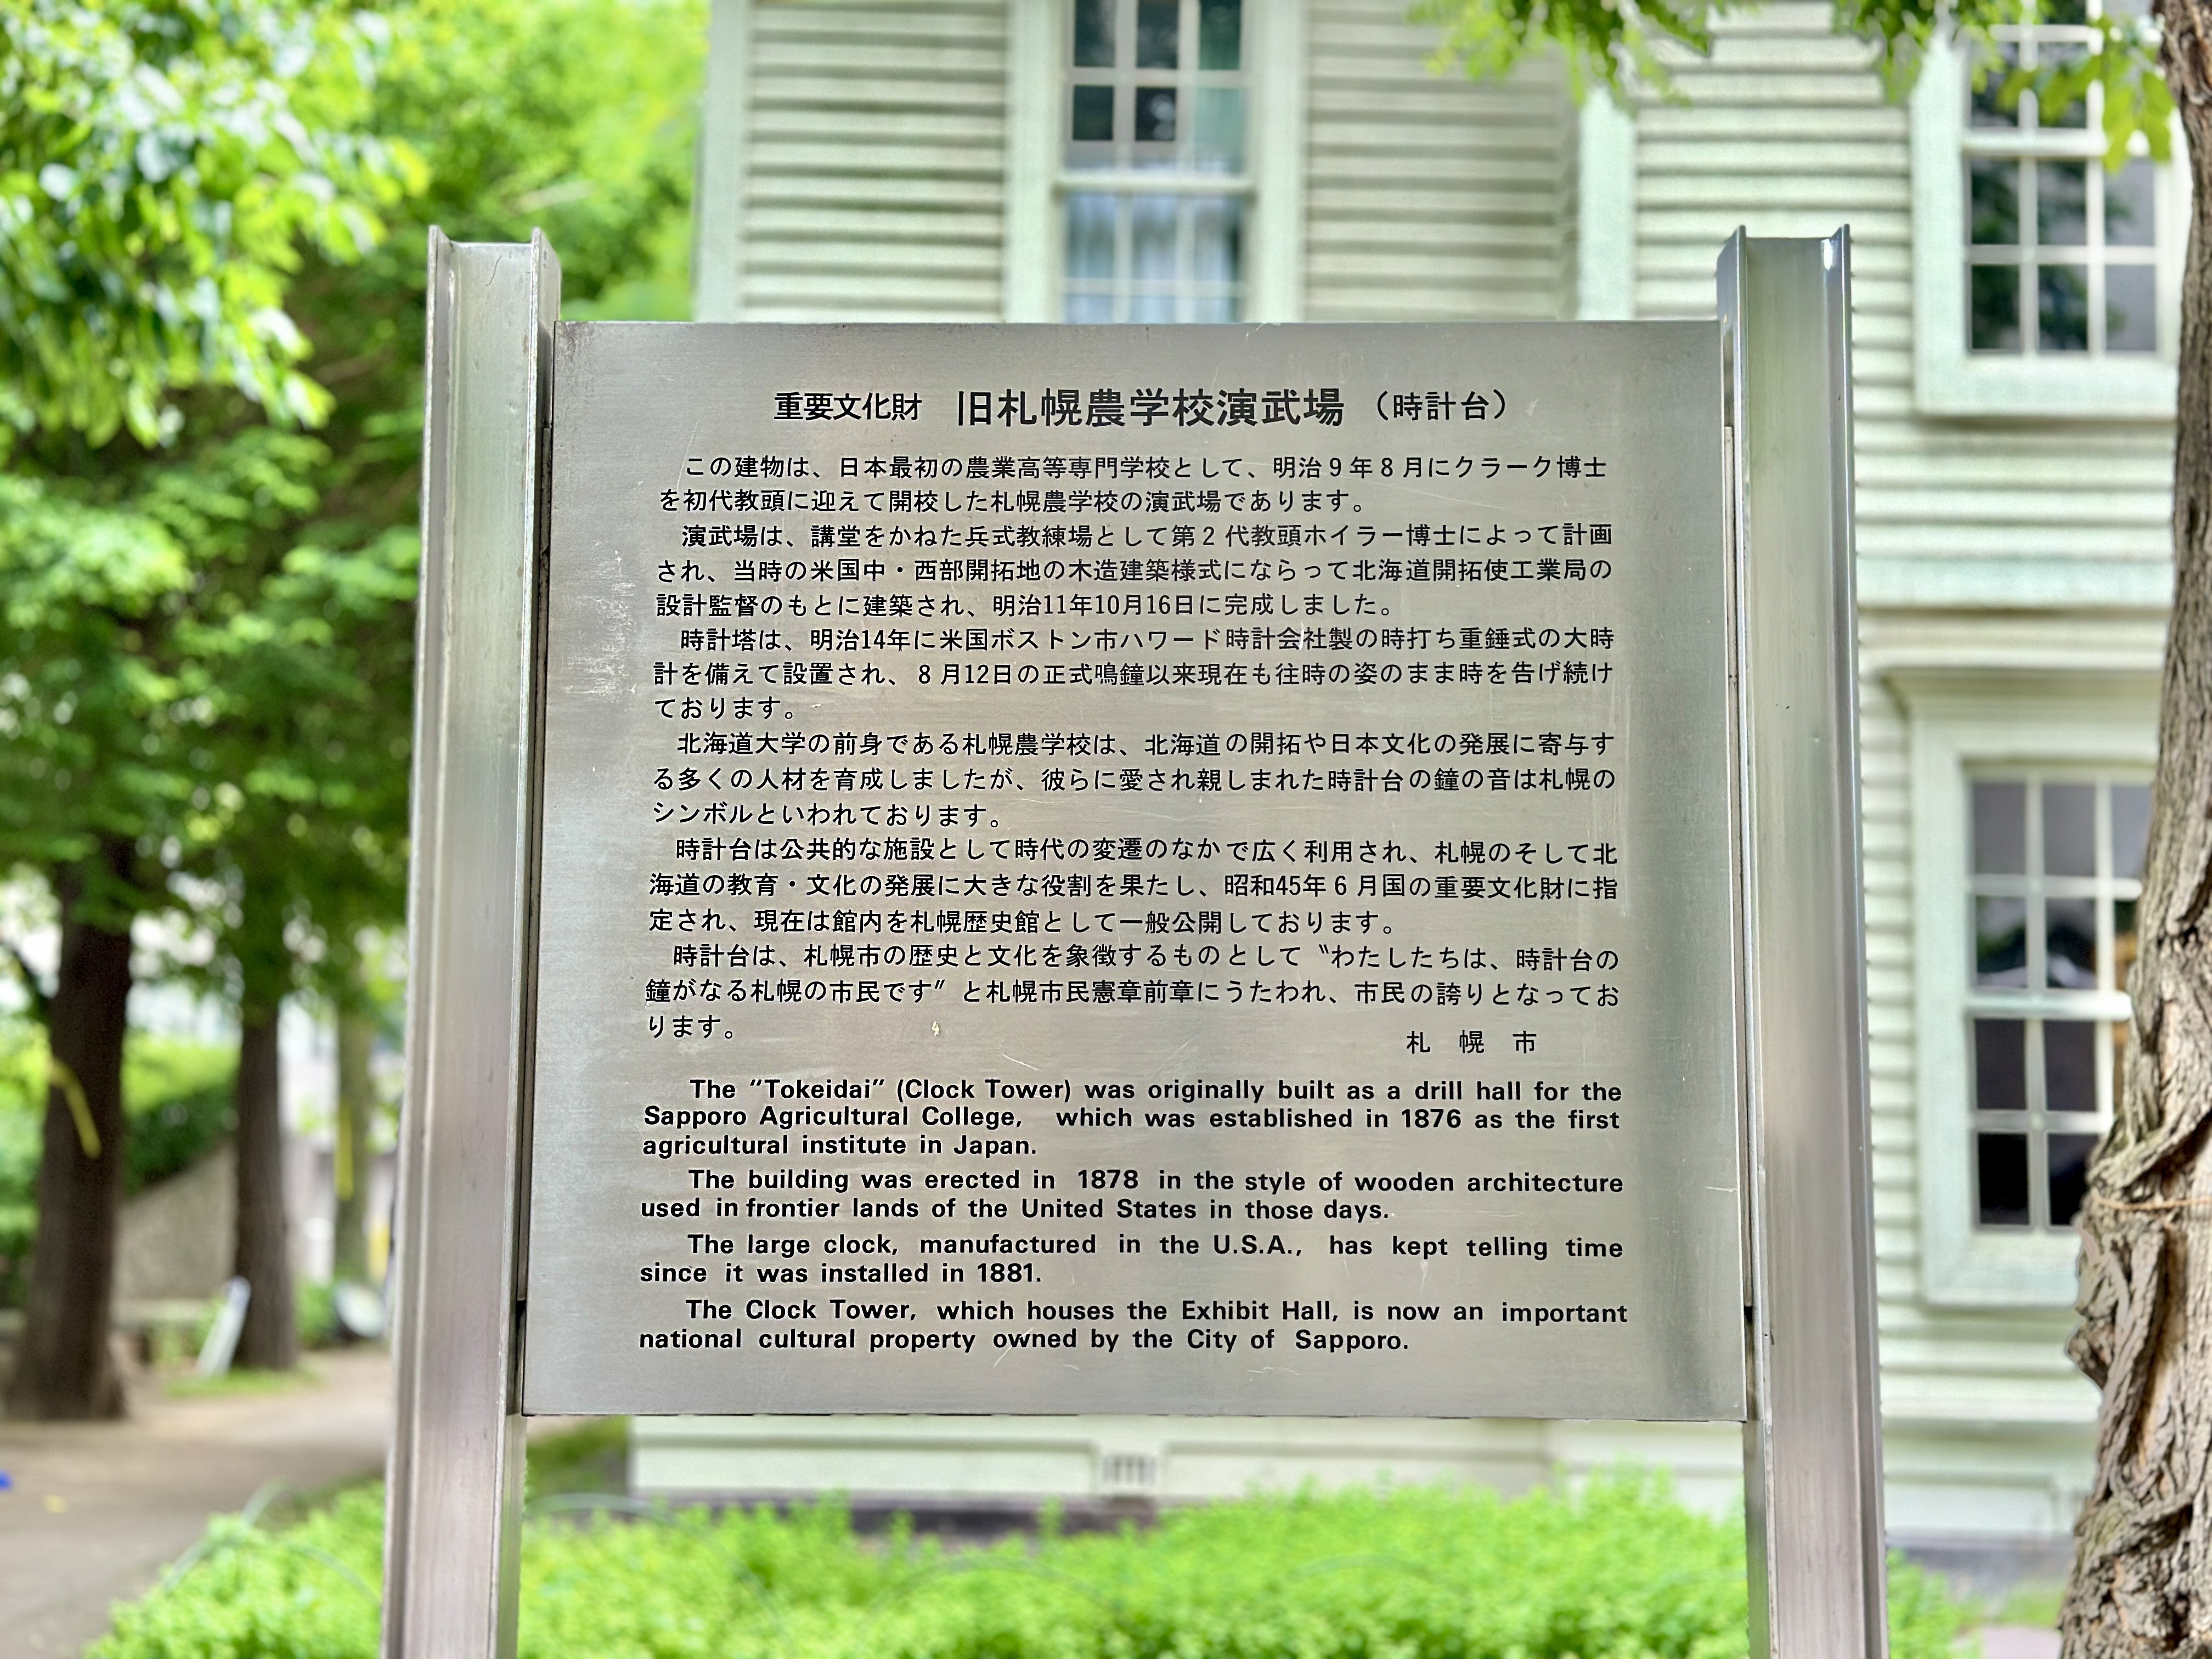 重要文化財 旧札幌農学校演武場 (時計台)
この建物は、日本最初の農業高等専門学校として、明治9年8月にクラーク博士
を初代教頭に迎えて開校した札幌農学校の演武場であります。
演武場は、講堂をかねた兵式教練場として第2代教頭ホイラー博士によって計画
され、当時の米国中・西部開拓地の木造建築様式にならって北海道開拓使工業局の
設計監督のもとに建築され、明治11年10月16日に完成しました。
時計塔は、明治14年に米国ボストン市ハワード時計会社製の時打ち重錘式の大時
計を備えて設置され、8月12日の正式鳴鐘以来現在も往時の姿のまま時を告げ続け
ております。
北海道大学の前身である札幌農学校は、北海道の開拓や日本文化の発展に寄与す
る多くの人材を育成しましたが、彼らに愛され親しまれた時計台の鐘の音は札幌の
シンボルといわれております。
時計台は公共的な施設として時代の変遷のなかで広く利用され、札幌のそして北
海道の教育・文化の発展に大きな役割を果たし、昭和45年6月国の重要文化財に指
定され、現在は館内を札幌歴史館として一般公開しております。
時計台は、札幌市の歴史と文化を象徴するものとして〝わたしたちは、時計台の
鐘がなる札幌の市民です〞と札幌市民憲章前章にうたわれ、市民の誇りとなってお
ります。
札幌市
The "Tokeidai" (Clock Tower) was originally built as a drill hall for the
Sapporo Agricultural College, which was established in 1876 as the first
agricultural institute in Japan.
The building was erected in 1878 in the style of wooden architecture
used in frontier lands of the United States in those days.
The large clock, manufactured in the U.S.A., has kept telling time
since it was installed in 1881.
The Clock Tower, which houses the Exhibit Hall, is now an important
national cultural property owned by the City of Sapporo.